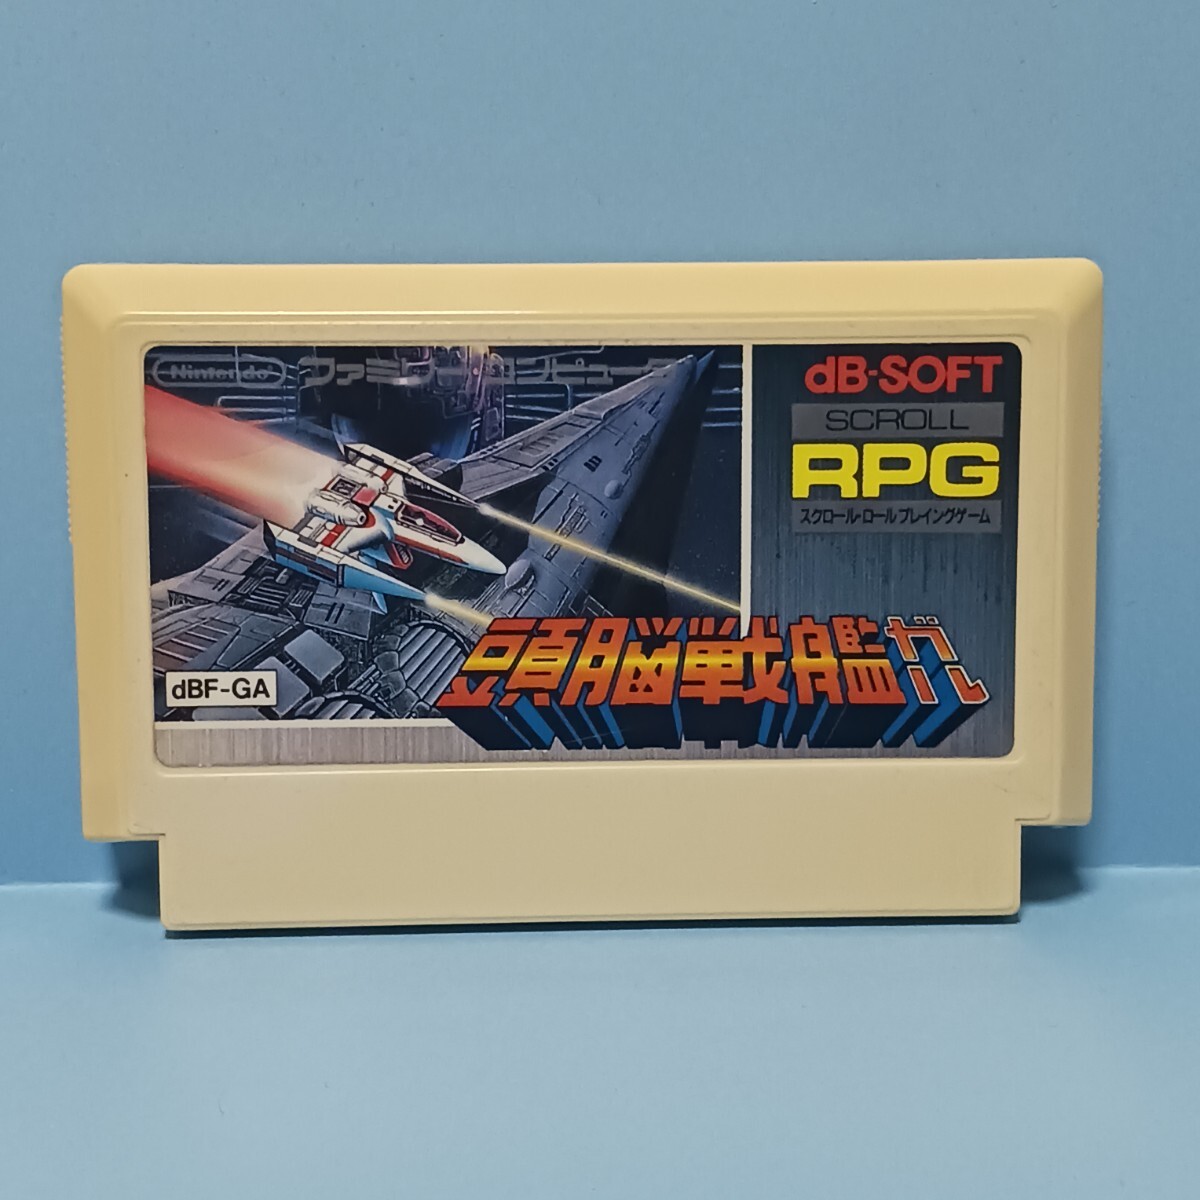 Nintendo ファミリーコンピュータ
dB-SOFT
SCROLL
RPG
スクロール・ロールプレイングゲーム
頭脳戦艦ガル
dBF-GA